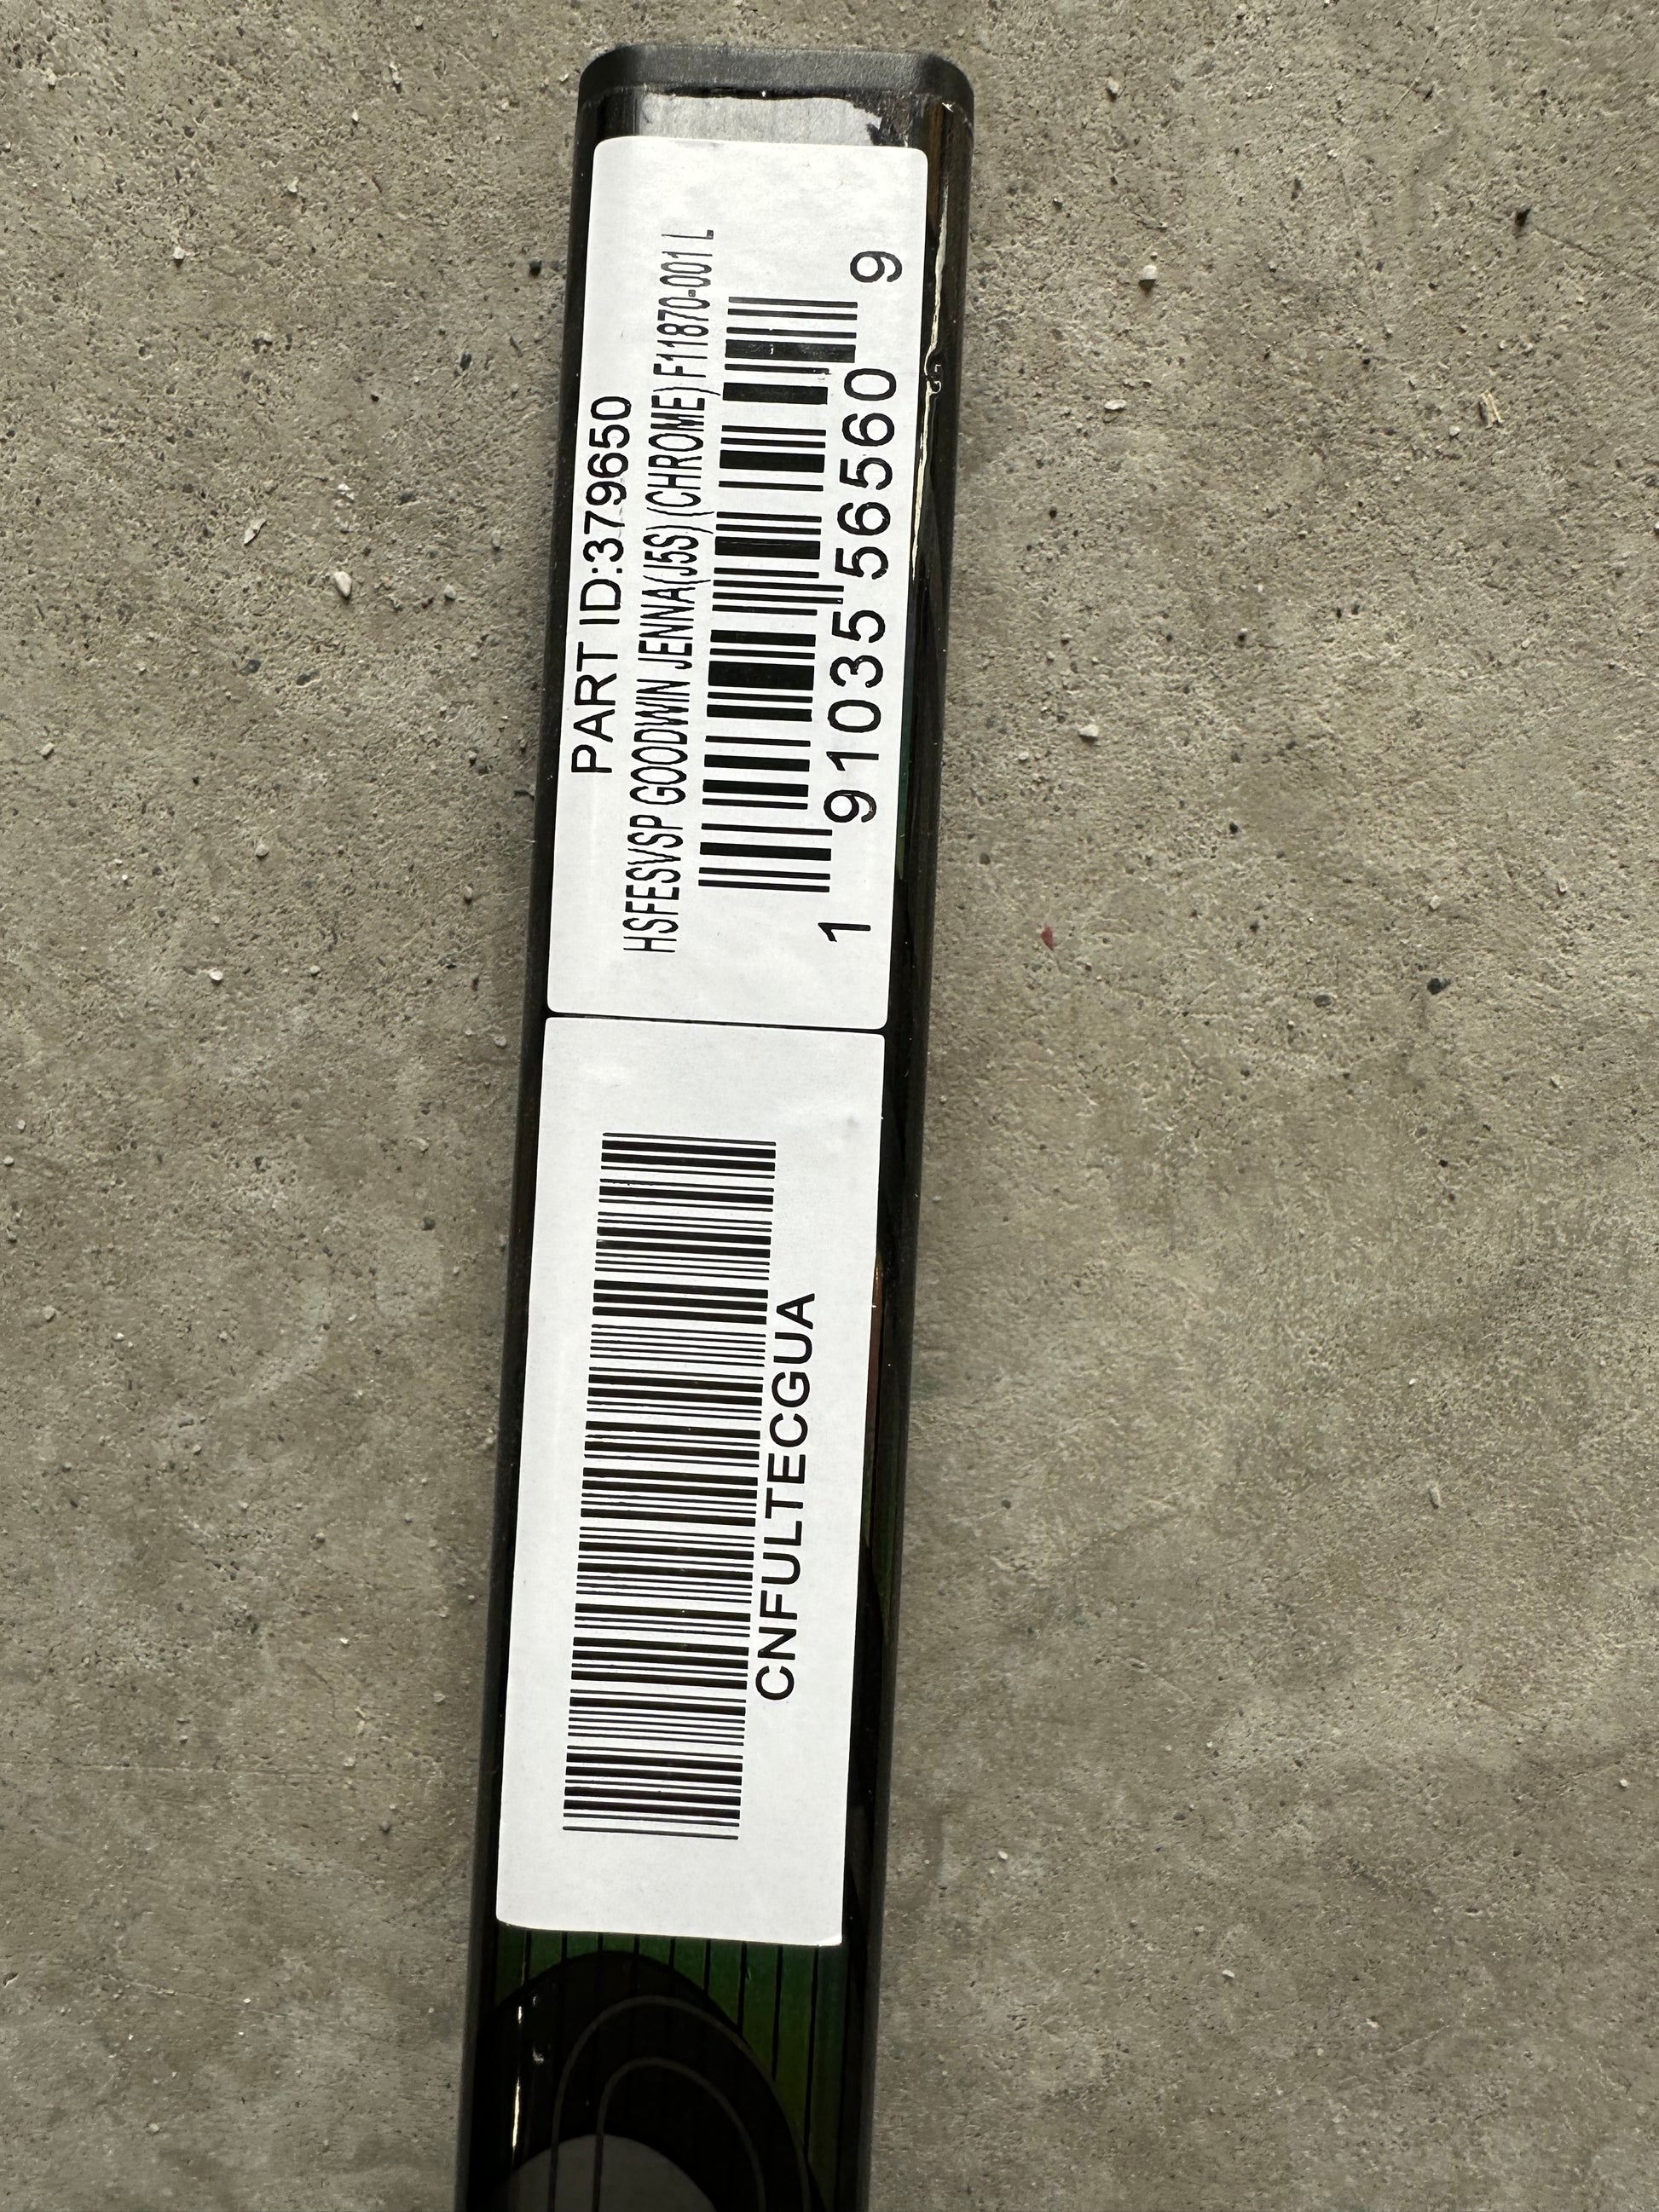 PART ID:379650
HSFESVSP GOODWIN JENNA(J5S) (CHROME) F11870-001 L
1 91035 56560 9
CNFULTECGUA